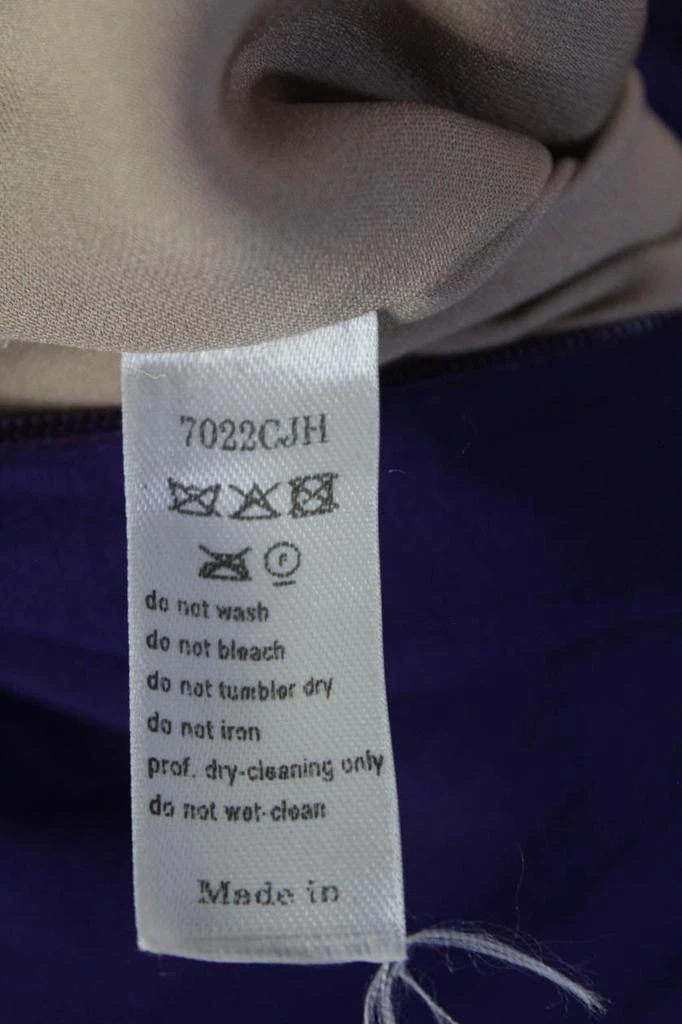 7022CJH
F
do not wash
do not bleach
do not tumbler dry
do not iron
prof. dry-cleaning only
do not wet-clean
Made in